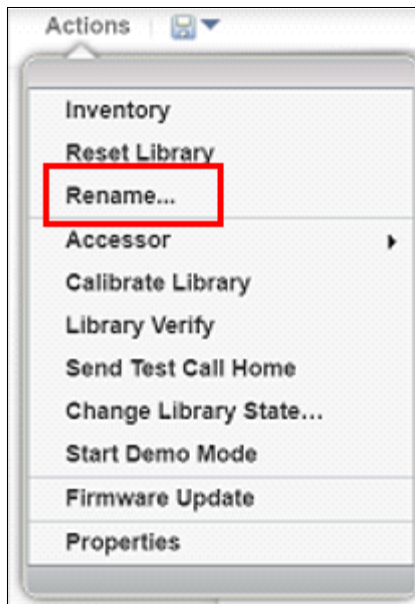 Actions
Inventory
Reset Library
Rename...
Accessor
Calibrate Library
Library Verify
Send Test Call Home
Change Library State...
Start Demo Mode
Firmware Update
Properties